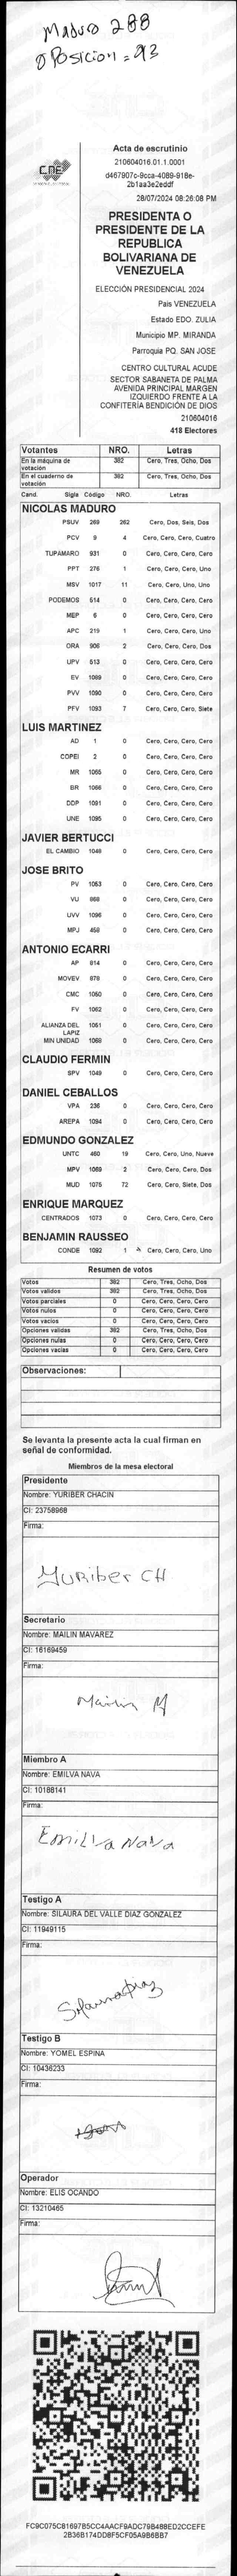 Maduro 288
oposicion = 93
CNE
Acta de escrutinio
210604016.01.1.0001
d467907c-9cca-4089-918e-
2b1aa3e2eddf
28/07/2024 08:26:08 PM
PRESIDENTA O
PRESIDENTE DE LA
REPUBLICA
BOLIVARIANA DE
VENEZUELA
ELECCIÓN PRESIDENCIAL 2024
País VENEZUELA
Estado EDO. ZULIA
Municipio MP. MIRANDA
Parroquia PQ. SAN JOSE
CENTRO CULTURAL ACUDE
SECTOR SABANETA DE PALMA
AVENIDA PRINCIPAL MARGEN
IZQUIERDO FRENTE A LA
CONFITERÍA BENDICIÓN DE DIOS
210604016
418 Electores
Votantes NRO. Letras
En la máquina de votación 382 Cero, Tres, Ocho, Dos
En el cuaderno de votación 382 Cero, Tres, Ocho, Dos
Cand. Sigla Código NRO. Letras
NICOLAS MADURO
PSUV 269 262 Cero, Dos, Seis, Dos
PCV 9 4 Cero, Cero, Cero, Cuatro
TUPAMARO 931 0 Cero, Cero, Cero, Cero
PPT 276 1 Cero, Cero, Cero, Uno
MSV 1017 11 Cero, Cero, Uno, Uno
PODEMOS 514 0 Cero, Cero, Cero, Cero
MEP 6 0 Cero, Cero, Cero, Cero
APC 219 1 Cero, Cero, Cero, Uno
ORA 906 2 Cero, Cero, Cero, Dos
UPV 513 0 Cero, Cero, Cero, Cero
EV 1089 0 Cero, Cero, Cero, Cero
PVV 1090 0 Cero, Cero, Cero, Cero
PFV 1093 7 Cero, Cero, Cero, Siete
LUIS MARTINEZ
AD 1 0 Cero, Cero, Cero, Cero
COPEI 2 0 Cero, Cero, Cero, Cero
MR 1065 0 Cero, Cero, Cero, Cero
BR 1066 0 Cero, Cero, Cero, Cero
DDP 1091 0 Cero, Cero, Cero, Cero
UNE 1095 0 Cero, Cero, Cero, Cero
JAVIER BERTUCCI
EL CAMBIO 1048 0 Cero, Cero, Cero, Cero
JOSE BRITO
PV 1053 0 Cero, Cero, Cero, Cero
VU 868 0 Cero, Cero, Cero, Cero
UVV 1096 0 Cero, Cero, Cero, Cero
MPJ 458 0 Cero, Cero, Cero, Cero
ANTONIO ECARRI
AP 814 0 Cero, Cero, Cero, Cero
MOVEV 878 0 Cero, Cero, Cero, Cero
CMC 1050 0 Cero, Cero, Cero, Cero
FV 1062 0 Cero, Cero, Cero, Cero
ALIANZA DEL LAPIZ 1051 0 Cero, Cero, Cero, Cero
MIN UNIDAD 1068 0 Cero, Cero, Cero, Cero
CLAUDIO FERMIN
SPV 1049 0 Cero, Cero, Cero, Cero
DANIEL CEBALLOS
VPA 236 0 Cero, Cero, Cero, Cero
AREPA 1094 0 Cero, Cero, Cero, Cero
EDMUNDO GONZALEZ
UNTC 460 19 Cero, Cero, Uno, Nueve
MPV 1069 2 Cero, Cero, Cero, Dos
MUD 1075 72 Cero, Cero, Siete, Dos
ENRIQUE MARQUEZ
CENTRADOS 1073 0 Cero, Cero, Cero, Cero
BENJAMIN RAUSSEO
CONDE 1092 1 Cero, Cero, Cero, Uno
Resumen de votos
Votos 382 Cero, Tres, Ocho, Dos
Votos validos 382 Cero, Tres, Ocho, Dos
Votos parciales 0 Cero, Cero, Cero, Cero
Votos nulos 0 Cero, Cero, Cero, Cero
Votos vacios 0 Cero, Cero, Cero, Cero
Opciones validas 382 Cero, Tres, Ocho, Dos
Opciones nulas 0 Cero, Cero, Cero, Cero
Opciones vacias 0 Cero, Cero, Cero, Cero
Observaciones:
Se levanta la presente acta la cual firman en
señal de conformidad.
Miembros de la mesa electoral
Presidente
Nombre: YURIBER CHACIN
CI: 23758968
Firma:
Yuriber CH
Secretario
Nombre: MAILIN MAVAREZ
CI: 16169459
Firma:
Mailin M
Miembro A
Nombre: EMILVA NAVA
CI: 10188141
Firma:
Emilva Nava
Testigo A
Nombre: SILAURA DEL VALLE DIAZ GONZALEZ
CI: 11949115
Firma:
Testigo B
Nombre: YOMEL ESPINA
CI: 10436233
Firma:
Operador
Nombre: ELIS OCANDO
CI: 13210465
Firma:
FC9C075C81697B5CC4AACF9ADC79B488ED2CCEFE
2B36B174DD8F5CF05A9B6BB7